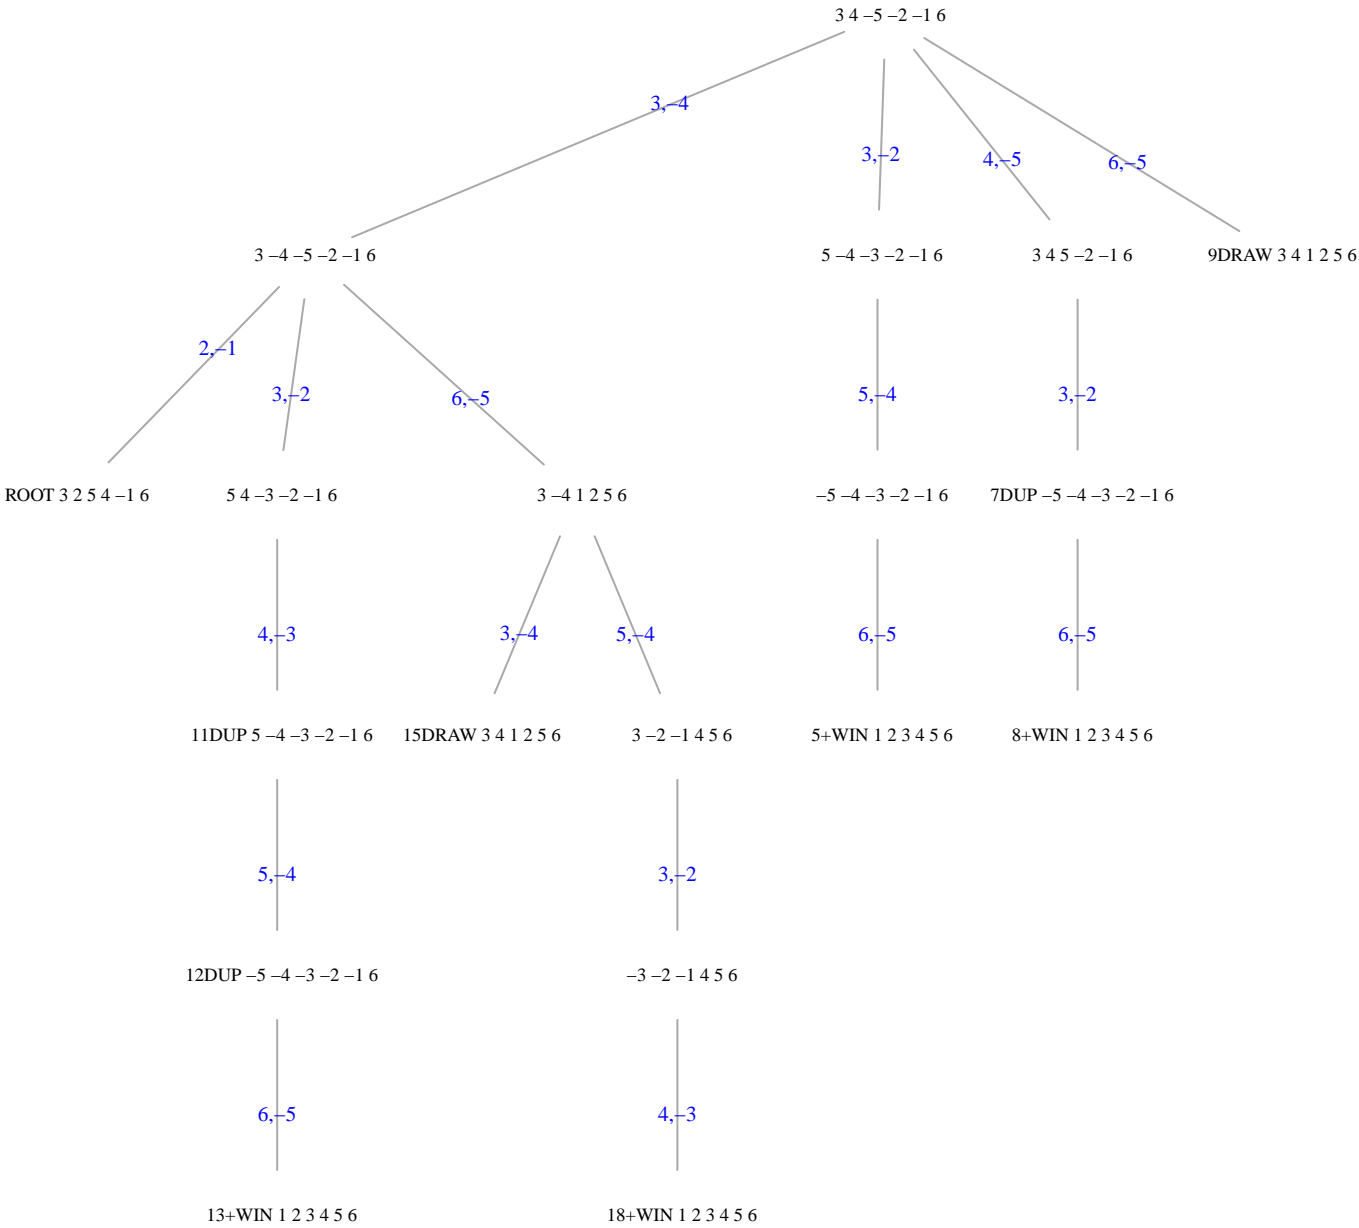 3 4 –5 –2 –1 6
3,–4
3,–2
4,–5
6,–5
3 –4 –5 –2 –1 6
5 –4 –3 –2 –1 6
3 4 5 –2 –1 6
9DRAW 3 4 1 2 5 6
2,–1
3,–2
6,–5
5,–4
3,–2
ROOT 3 2 5 4 –1 6
5 4 –3 –2 –1 6
3 –4 1 2 5 6
–5 –4 –3 –2 –1 6
7DUP –5 –4 –3 –2 –1 6
4,–3
3,–4
5,–4
6,–5
6,–5
11DUP 5 –4 –3 –2 –1 6
15DRAW 3 4 1 2 5 6
3 –2 –1 4 5 6
5+WIN 1 2 3 4 5 6
8+WIN 1 2 3 4 5 6
5,–4
3,–2
12DUP –5 –4 –3 –2 –1 6
–3 –2 –1 4 5 6
6,–5
4,–3
13+WIN 1 2 3 4 5 6
18+WIN 1 2 3 4 5 6